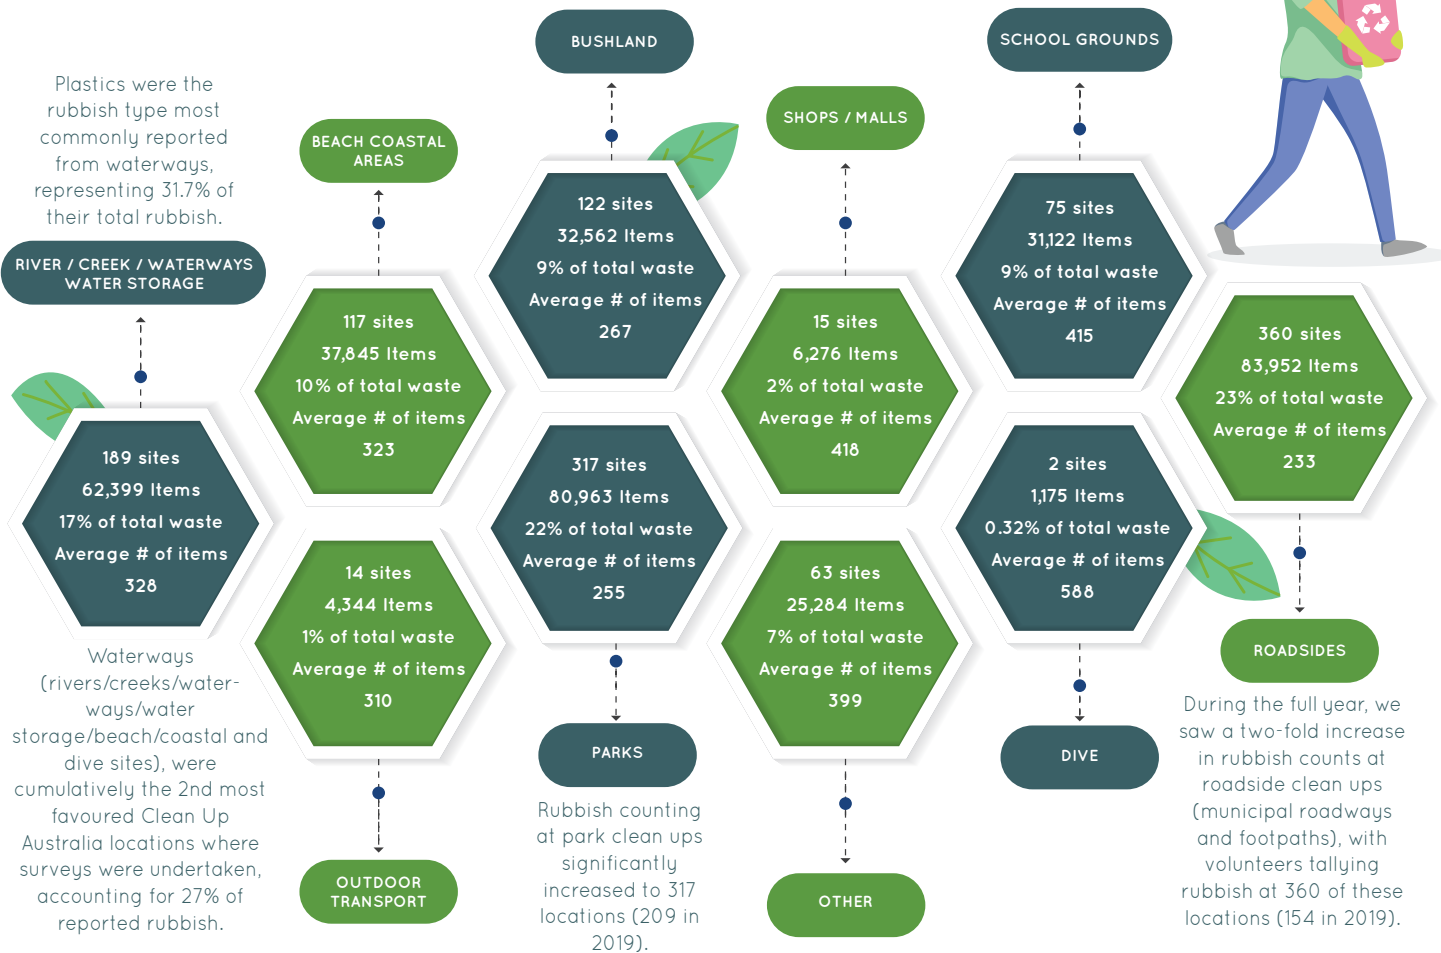 Plastics were the
rubbish type most
commonly reported
from waterways,
representing 31.7% of
their total rubbish.
RIVER / CREEK / WATERWAYS
WATER STORAGE
189 sites
62,399 Items
17% of total waste
Average # of items
328
Waterways
(rivers/creeks/water-
ways/water
storage/beach/coastal and
dive sites), were
cumulatively the 2nd most
favoured Clean Up
Australia locations where
surveys were undertaken,
accounting for 27% of
reported rubbish.
BEACH COASTAL
AREAS
117 sites
37,845 Items
10% of total waste
Average # of items
323
14 sites
4,344 Items
1% of total waste
Average # of items
310
OUTDOOR
TRANSPORT
BUSHLAND
122 sites
32,562 Items
9% of total waste
Average # of items
267
317 sites
80,963 Items
22% of total waste
Average # of items
255
PARKS
Rubbish counting
at park clean ups
significantly
increased to 317
locations (209 in
2019).
SHOPS / MALLS
15 sites
6,276 Items
2% of total waste
Average # of items
418
63 sites
25,284 Items
7% of total waste
Average # of items
399
OTHER
SCHOOL GROUNDS
75 sites
31,122 Items
9% of total waste
Average # of items
415
2 sites
1,175 Items
0.32% of total waste
Average # of items
588
DIVE
360 sites
83,952 Items
23% of total waste
Average # of items
233
ROADSIDES
During the full year, we
saw a two-fold increase
in rubbish counts at
roadside clean ups
(municipal roadways
and footpaths), with
volunteers tallying
rubbish at 360 of these
locations (154 in 2019).